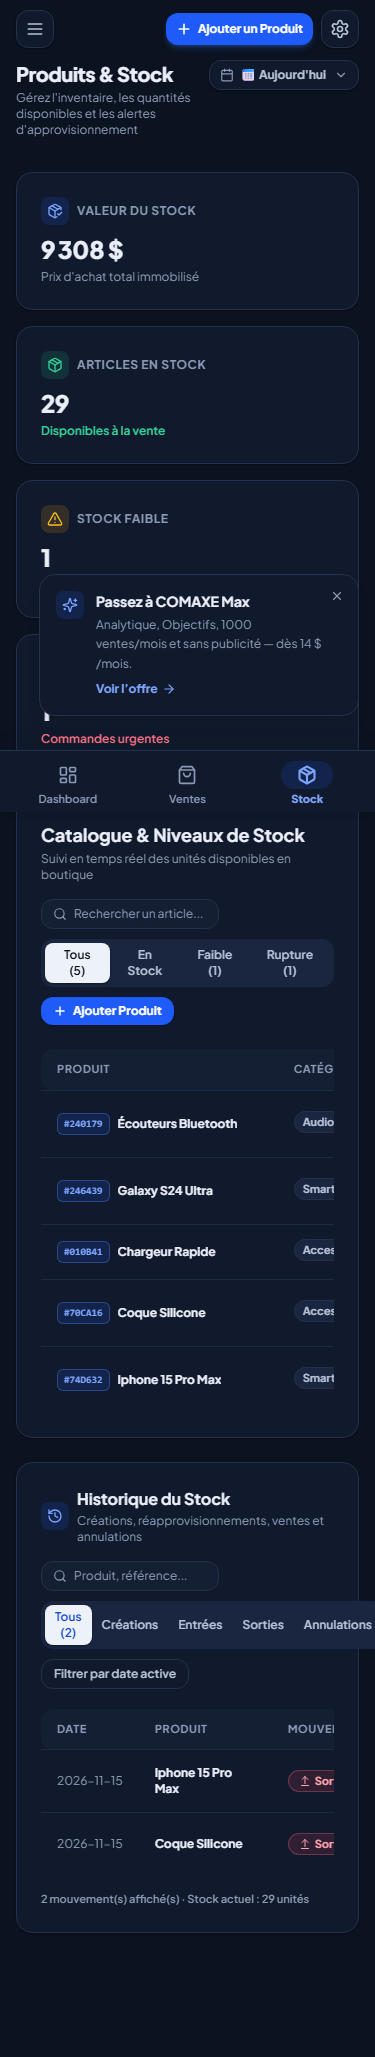 Ajouter un Produit
Produits & Stock
Aujourd'hui
Gérez l'inventaire, les quantités
disponibles et les alertes
d'approvisionnement
VALEUR DU STOCK
9 308 $
Prix d'achat total immobilisé
ARTICLES EN STOCK
29
Disponibles à la vente
STOCK FAIBLE
1
Passez à COMAXE Max
Analytique, Objectifs, 1000
ventes/mois et sans publicité — dès 14 $
/mois.
Voir l'offre →
Commandes urgentes
Dashboard
Ventes
Stock
Catalogue & Niveaux de Stock
Suivi en temps réel des unités disponibles en
boutique
Rechercher un article...
Tous
(5)
En
Stock
Faible
(1)
Rupture
(1)
Ajouter Produit
PRODUIT
CATÉG
#240179 Écouteurs Bluetooth
Audio
#246439 Galaxy S24 Ultra
Smart
#010B41 Chargeur Rapide
Acces
#70CA16 Coque Silicone
Acces
#74D632 Iphone 15 Pro Max
Smart
Historique du Stock
Créations, réapprovisionnements, ventes et
annulations
Produit, référence...
Tous
(2)
Créations
Entrées
Sorties
Annulations
Filtrer par date active
DATE
PRODUIT
MOUVE
2026-11-15
Iphone 15 Pro
Max
Sor
2026-11-15
Coque Silicone
Sor
2 mouvement(s) affiché(s) · Stock actuel : 29 unités